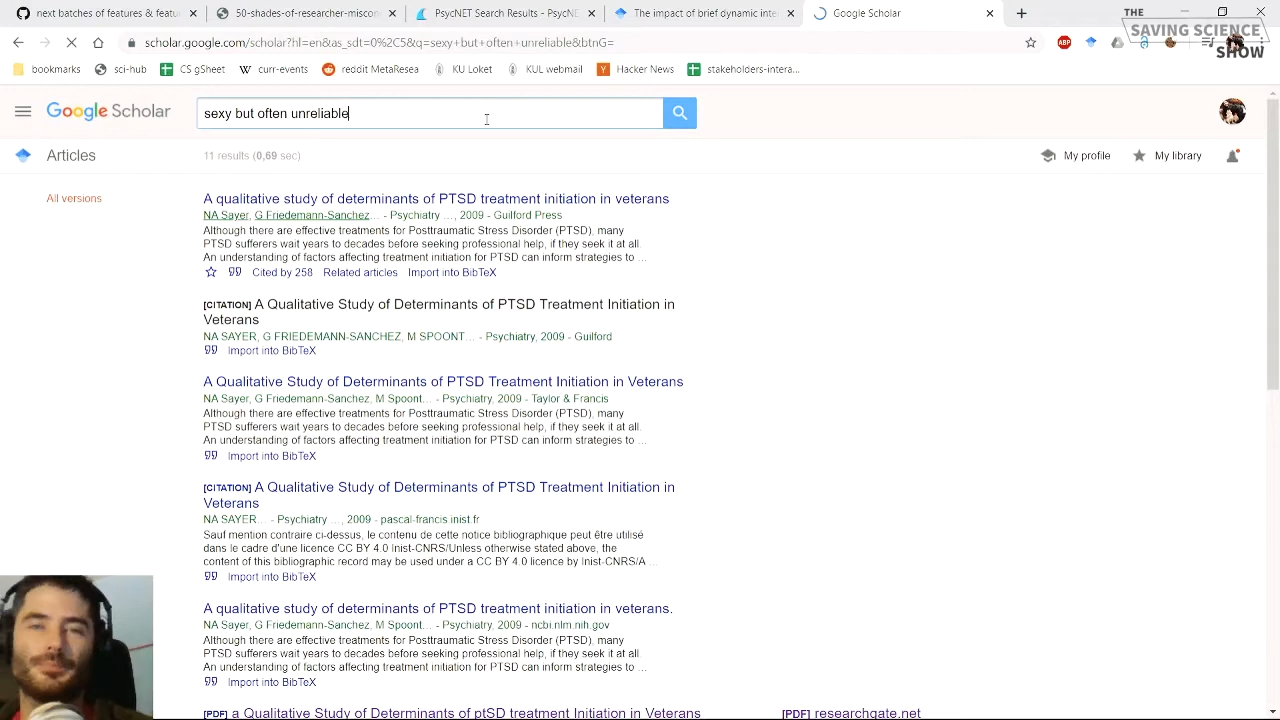 next batches of features & featu
50-shades-of-researcher-miscon
PsycNET Search Results - PsycNE
The impact of brief dynamic inte
Google Scholar
THE
SAVING SCIENCE
SHOW
bookmarks
sci-hub
CS gSheet
curr-events
reddit MetaResea
KU Loket
KUL webmail
Hacker News
stakeholders-intera...
Google Scholar
sexy but often unreliable
Articles
11 results (0,69 sec)
My profile
My library
All versions
A qualitative study of determinants of PTSD treatment initiation in veterans
NA Sayer, G Friedemann-Sanchez... - Psychiatry ..., 2009 - Guilford Press
Although there are effective treatments for Posttraumatic Stress Disorder (PTSD), many
PTSD sufferers wait years to decades before seeking professional help, if they seek it at all.
An understanding of factors affecting treatment initiation for PTSD can inform strategies to ...
Cited by 258 Related articles Import into BibTeX
[CITATION] A Qualitative Study of Determinants of PTSD Treatment Initiation in
Veterans
NA SAYER, G FRIEDEMANN-SANCHEZ, M SPOONT... - Psychiatry, 2009 - Guilford
Import into BibTeX
A Qualitative Study of Determinants of PTSD Treatment Initiation in Veterans
NA Sayer, G Friedemann-Sanchez, M Spoont... - Psychiatry, 2009 - Taylor & Francis
Although there are effective treatments for Posttraumatic Stress Disorder (PTSD), many
PTSD sufferers wait years to decades before seeking professional help, if they seek it at all.
An understanding of factors affecting treatment initiation for PTSD can inform strategies to ...
Import into BibTeX
[CITATION] A Qualitative Study of Determinants of PTSD Treatment Initiation in
Veterans
NA SAYER... - Psychiatry ..., 2009 - pascal-francis.inist.fr
Sauf mention contraire ci-dessus, le contenu de cette notice bibliographique peut être utilisé
dans le cadre d'une licence CC BY 4.0 Inist-CNRS/Unless otherwise stated above, the
content of this bibliographic record may be used under a CC BY 4.0 licence by Inist-CNRS/A ...
Import into BibTeX
A qualitative study of determinants of PTSD treatment initiation in veterans.
NA Sayer, G Friedemann-Sanchez, M Spoont... - Psychiatry, 2009 - ncbi.nlm.nih.gov
Although there are effective treatments for Posttraumatic Stress Disorder (PTSD), many
PTSD sufferers wait years to decades before seeking professional help, if they seek it at all.
An understanding of factors affecting treatment initiation for PTSD can inform strategies to ...
Import into BibTeX
[PDF] a Qualitative Study of Determinants of ptSD treatment Initiation in Veterans
[PDF] researchgate.net